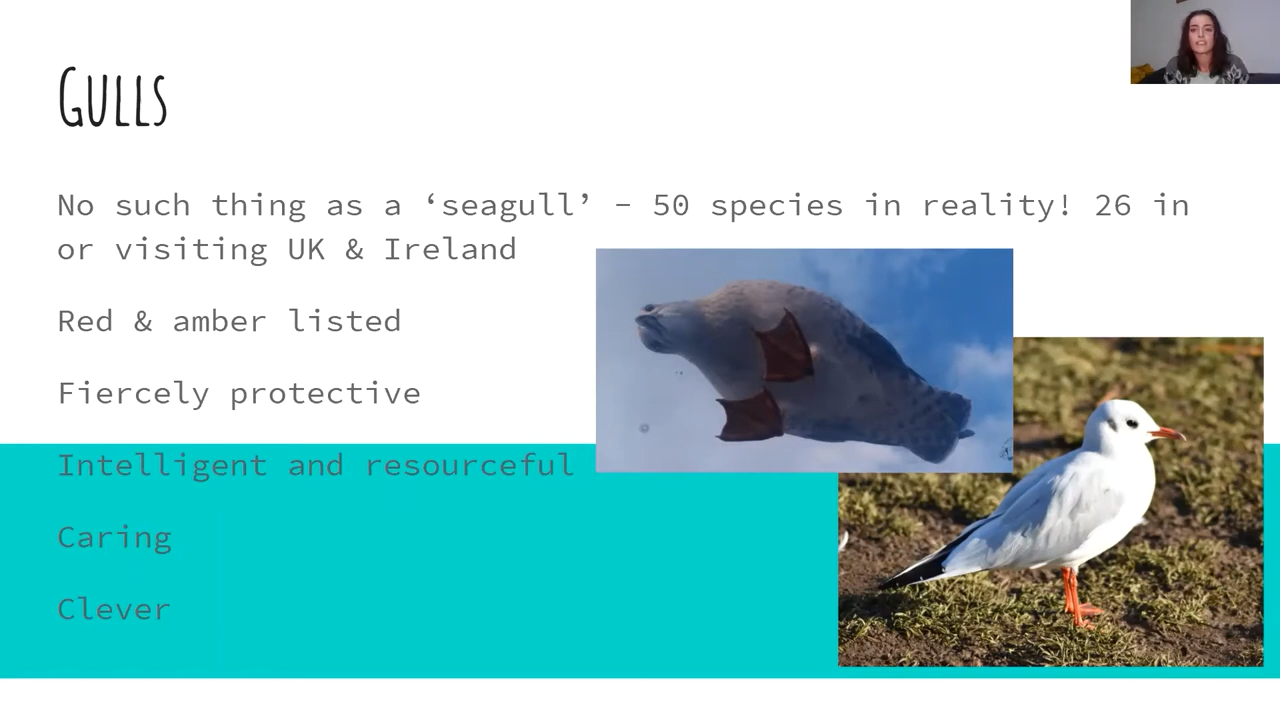 Gulls
No such thing as a ‘seagull’ – 50 species in reality! 26 in
or visiting UK & Ireland
Red & amber listed
Fiercely protective
Intelligent and resourceful
Caring
Clever